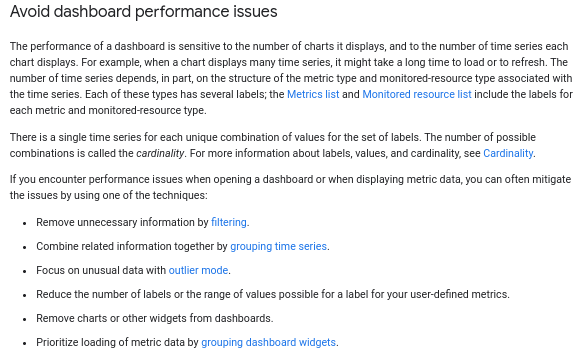 Avoid dashboard performance issues
The performance of a dashboard is sensitive to the number of charts it displays, and to the number of time series each
chart displays. For example, when a chart displays many time series, it might take a long time to load or to refresh. The
number of time series depends, in part, on the structure of the metric type and monitored-resource type associated with
the time series. Each of these types has several labels; the Metrics list and Monitored resource list include the labels for
each metric and monitored-resource type.
There is a single time series for each unique combination of values for the set of labels. The number of possible
combinations is called the cardinality. For more information about labels, values, and cardinality, see Cardinality.
If you encounter performance issues when opening a dashboard or when displaying metric data, you can often mitigate
the issues by using one of the techniques:
• Remove unnecessary information by filtering.
• Combine related information together by grouping time series.
• Focus on unusual data with outlier mode.
• Reduce the number of labels or the range of values possible for a label for your user-defined metrics.
• Remove charts or other widgets from dashboards.
• Prioritize loading of metric data by grouping dashboard widgets.